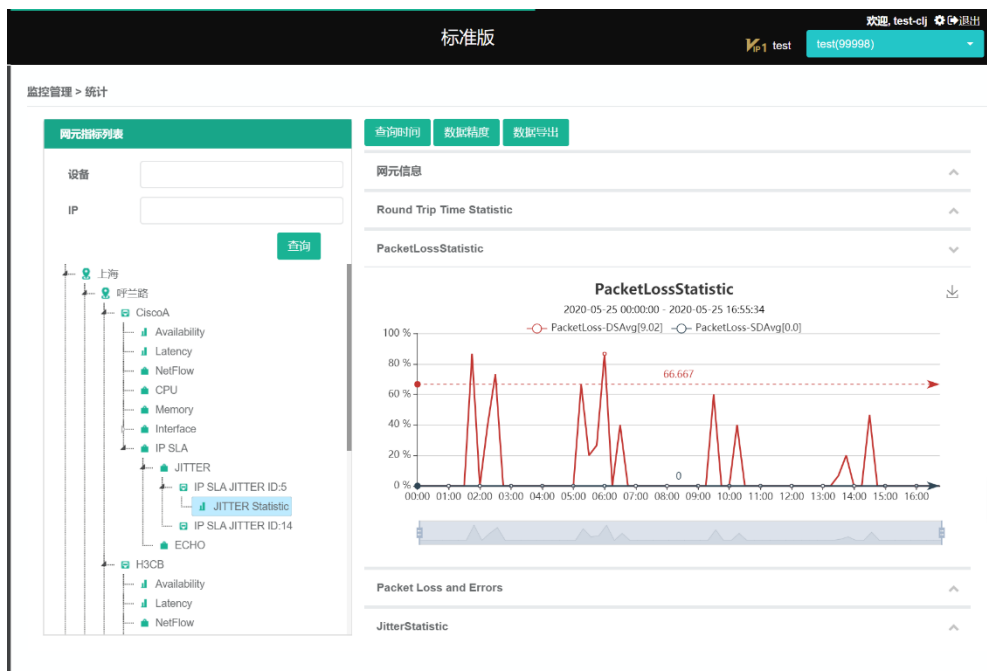 欢迎, test-clj 退出
标准版
VIP1 test test(99998)
监控管理 > 统计
网元指标列表
设备
IP
查询
上海
呼兰路
CiscoA
Availability
Latency
NetFlow
CPU
Memory
Interface
IP SLA
JITTER
IP SLA JITTER ID:5
JITTER Statistic
IP SLA JITTER ID:14
ECHO
H3CB
Availability
Latency
NetFlow
查询时间 数据精度 数据导出
网元信息
Round Trip Time Statistic
PacketLossStatistic
PacketLossStatistic
2020-05-25 00:00:00 - 2020-05-25 16:55:34
PacketLoss-DSAvg[9.02] PacketLoss-SDAvg[0.0]
100 %
80 %
66.667
60 %
40 %
20 %
0
0 %
00:00 01:00 02:00 03:00 04:00 05:00 06:00 07:00 08:00 09:00 10:00 11:00 12:00 13:00 14:00 15:00 16:00
Packet Loss and Errors
JitterStatistic